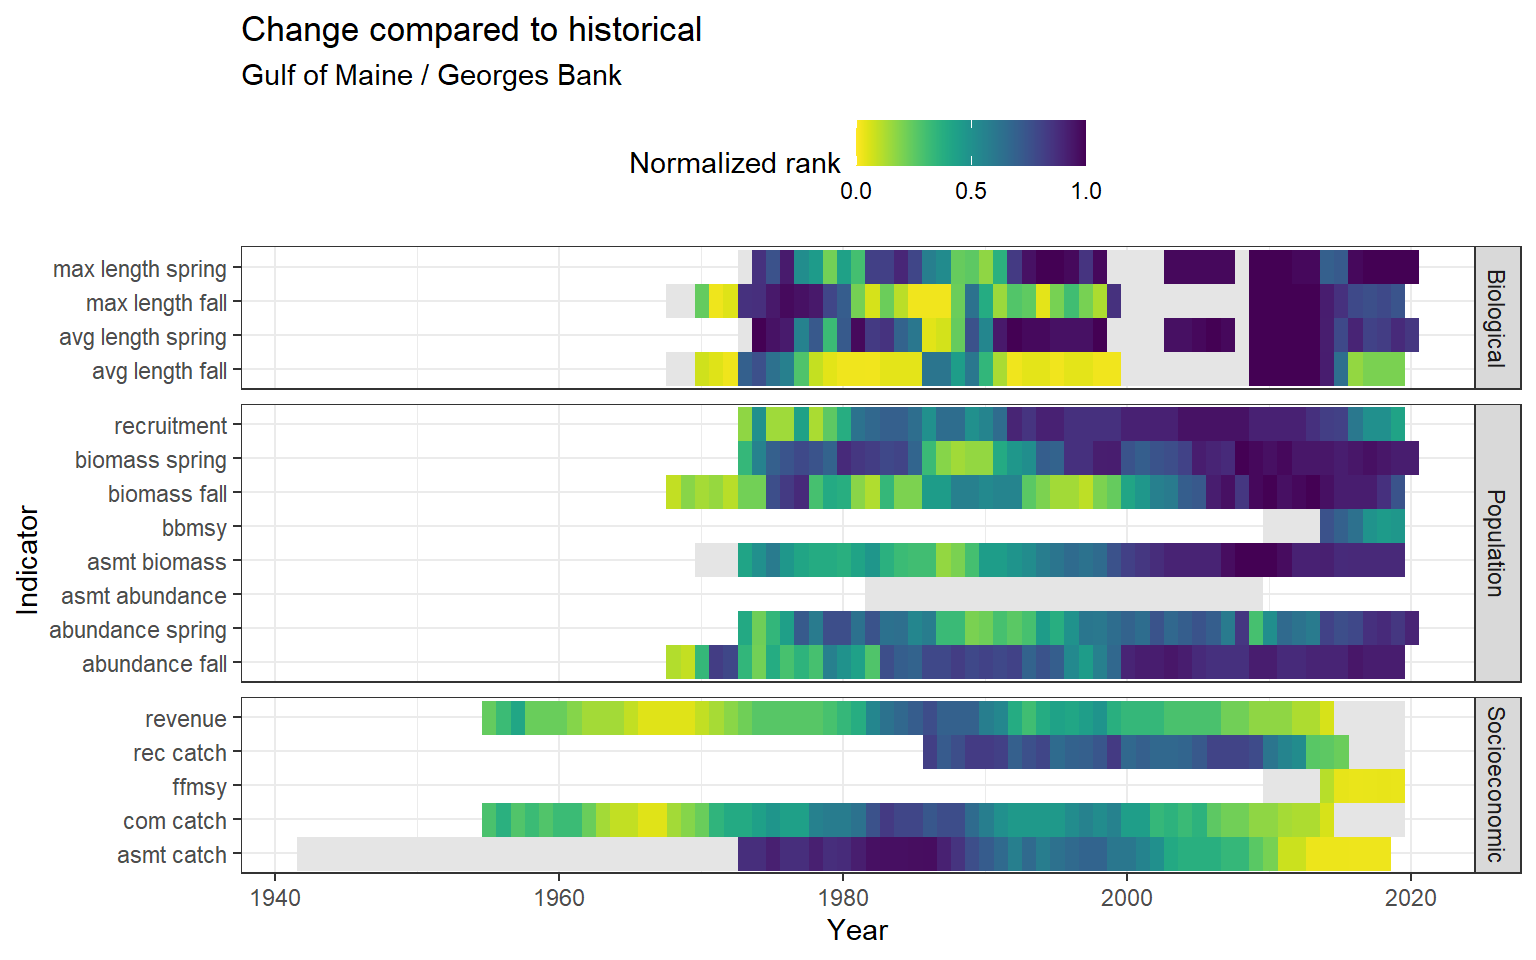 Change compared to historical
Gulf of Maine / Georges Bank
Normalized rank
0.0 0.5 1.0
max length spring
max length fall
avg length spring
avg length fall
Biological
recruitment
biomass spring
biomass fall
bbmsy
asmt biomass
asmt abundance
abundance spring
abundance fall
Population
revenue
rec catch
ffmsy
com catch
asmt catch
Socioeconomic
Indicator
1940 1960 1980 2000 2020
Year